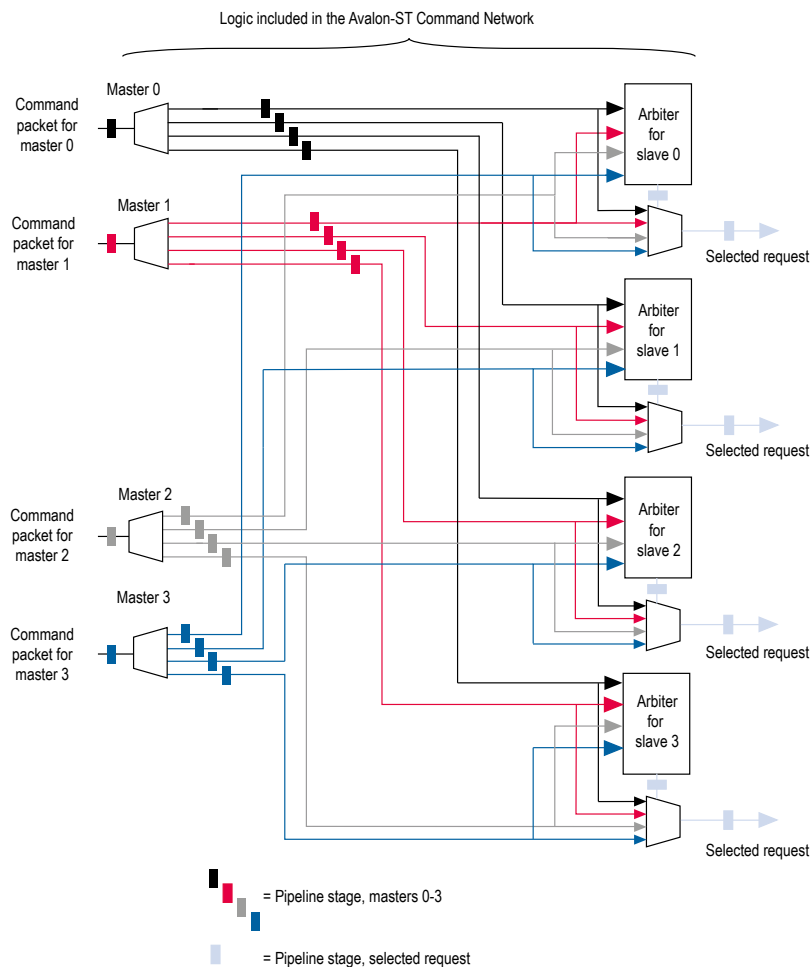 Logic included in the Avalon-ST Command Network
Master 0
Command
packet for
master 0
Arbiter
for
slave 0
Master 1
Command
packet for
master 1
Selected request
Arbiter
for
slave 1
Selected request
Master 2
Command
packet for
master 2
Arbiter
for
slave 2
Master 3
Command
packet for
master 3
Selected request
Arbiter
for
slave 3
Selected request
= Pipeline stage, masters 0-3
= Pipeline stage, selected request